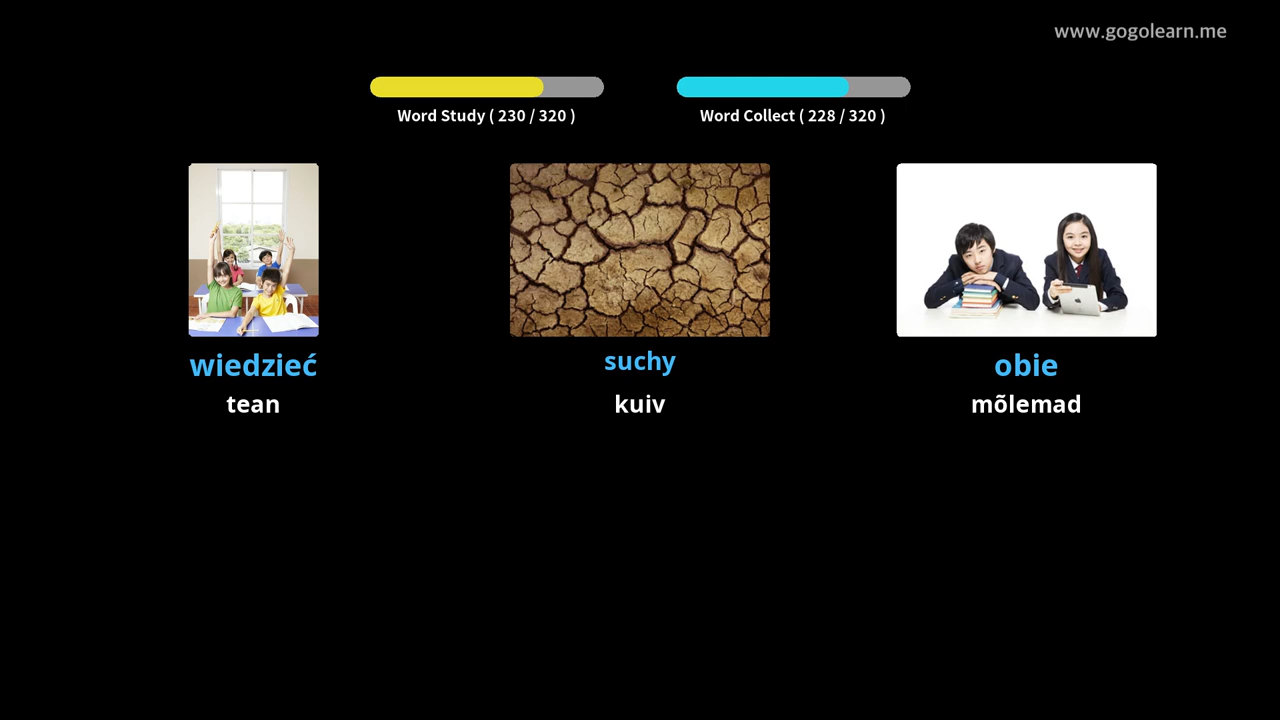 www.gogolearn.me
Word Study ( 230 / 320 )
Word Collect ( 228 / 320 )
wiedzieć
tean
suchy
kuiv
obie
mõlemad